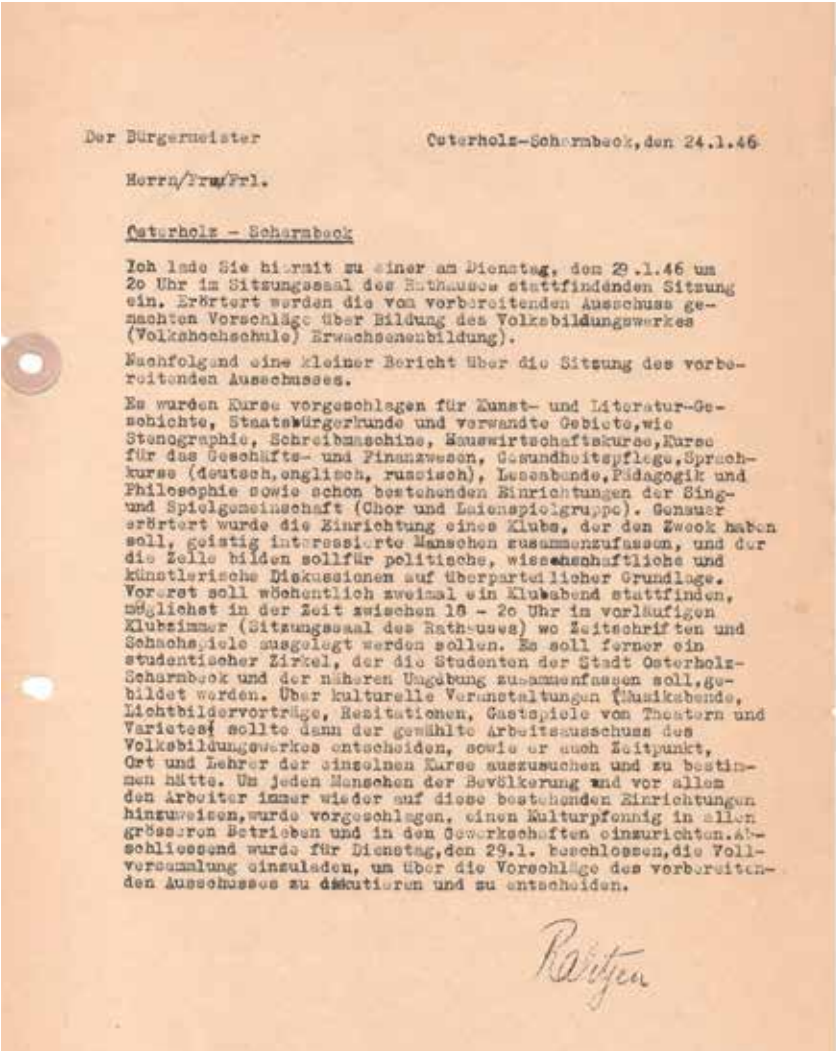 Der Bürgermeister
Osterholz-Scharmbeck,den 24.1.46
Herrn/Frau/Frl.
Osterholz - Scharmbeck
Ich lade Sie hiermit zu einer am Dienstag, dem 29.1.46 um
2o Uhr im Sitzungssaal des Rathauses stattfindenden Sitzung
ein. Erörtert werden die vom vorbereitenden Ausschuss ge-
machten Vorschläge über Bildung des Volksbildungswerkes
(Volkshochschule) Erwachsenenbildung).
Nachfolgend eine kleiner Bericht über die Sitzung des vorbe-
reitenden Ausschusses.
Es wurden Kurse vorgeschlagen für Kunst- und Literatur-Ge-
schichte, Staatsbürgerkunde und verwandte Gebiete,wie
Stenographie, Schreibmaschine, Hauswirtschaftskurse,Kurse
für das Geschäfts- und Finanzwesen, Gesundheitspflege,Sprach-
kurse (deutsch,englisch, russisch), Leseabende,Pädagogik und
Philosophie sowie schon bestehenden Einrichtungen der Sing-
und Spielgemeinschaft (Chor und Laienspielgruppe). Genauer
erörtert wurde die Einrichtung eines Klubs, der den Zweck haben
soll, geistig interessierte Menschen zusammenzufassen, und der
die Zelle bilden sollfür politische, wissenschaftliche und
künstlerische Diskussionen auf überparteilicher Grundlage.
Vorerst soll wöchentlich zweimal ein Klubabend stattfinden,
möglichst in der Zeit zwischen 18 - 2o Uhr im vorläufigen
Klubzimmer (Sitzungssaal des Rathauses) wo Zeitschriften und
Schachspiele ausgelegt werden sollen. Es soll ferner ein
studentischer Zirkel, der die Studenten der Stadt Osterholz-
Scharmbeck und der näheren Umgebung zusammenfassen soll,ge-
bildet werden. Über kulturelle Veranstaltungen (Musikabende,
Lichtbildervorträge, Rezitationen, Gastspiele von Theatern und
Varietes( sollte dann der gewählte Arbeitsausschuss des
Volksbildungswerkes entscheiden, sowie er auch Zeitpunkt,
Ort und Lehrer der einzelnen Kurse auszusuchen und zu bestim-
men hätte. Um jeden Menschen der Bevölkerung und vor allem
den Arbeiter immer wieder auf diese bestehenden Einrichtungen
hinzuweisen,wurde vorgeschlagen, einen Kulturpfennig in allen
grösseren Betrieben und in den Gewerkschaften einzurichten.Ab-
schliessend wurde für Dienstag,den 29.1. beschlossen,die Voll-
versammlung einzuladen, um über die Vorschläge des vorbereiten-
den Ausschusses zu diskutieren und zu entscheiden.